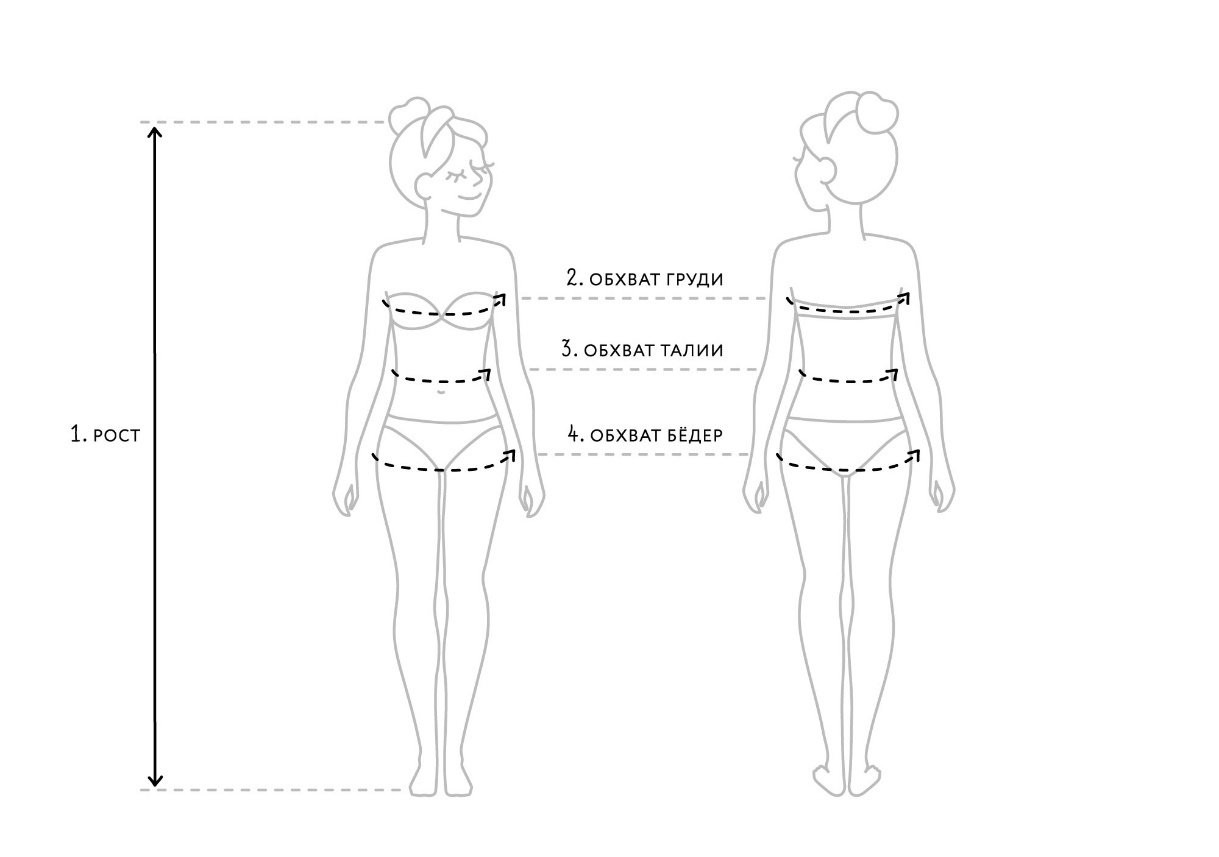 2. ОБХВАТ ГРУДИ
3. ОБХВАТ ТАЛИИ
1. РОСТ
4. ОБХВАТ БЁДЕР